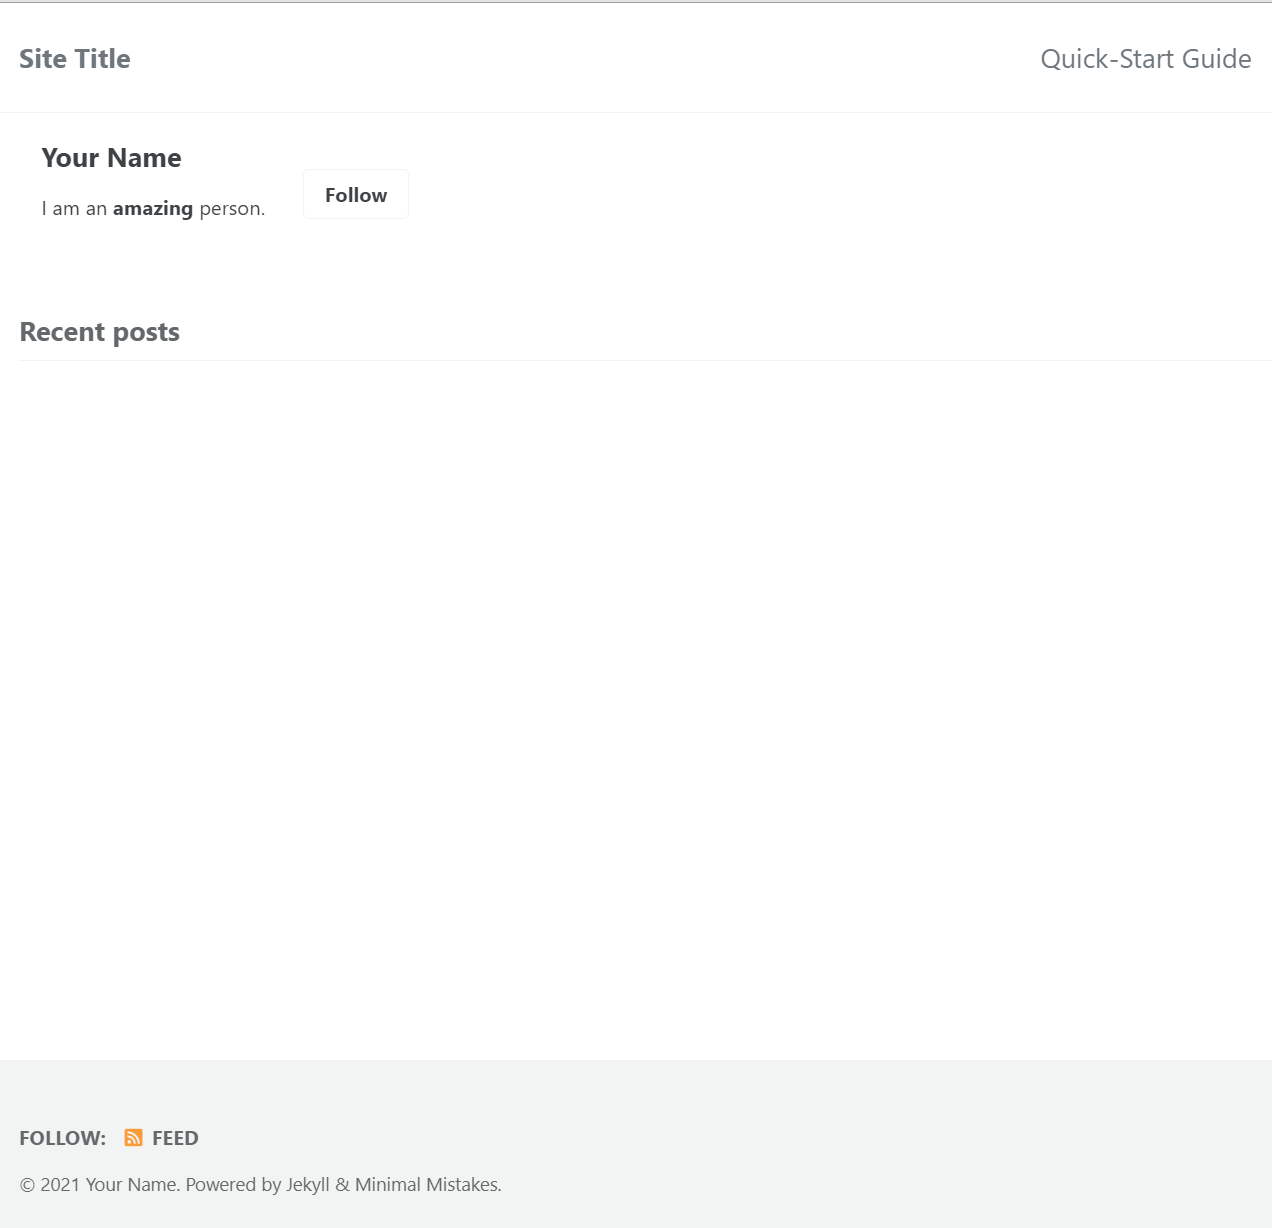 Site Title
Quick-Start Guide
Your Name
I am an amazing person.
Follow
Recent posts
FOLLOW: FEED
© 2021 Your Name. Powered by Jekyll & Minimal Mistakes.